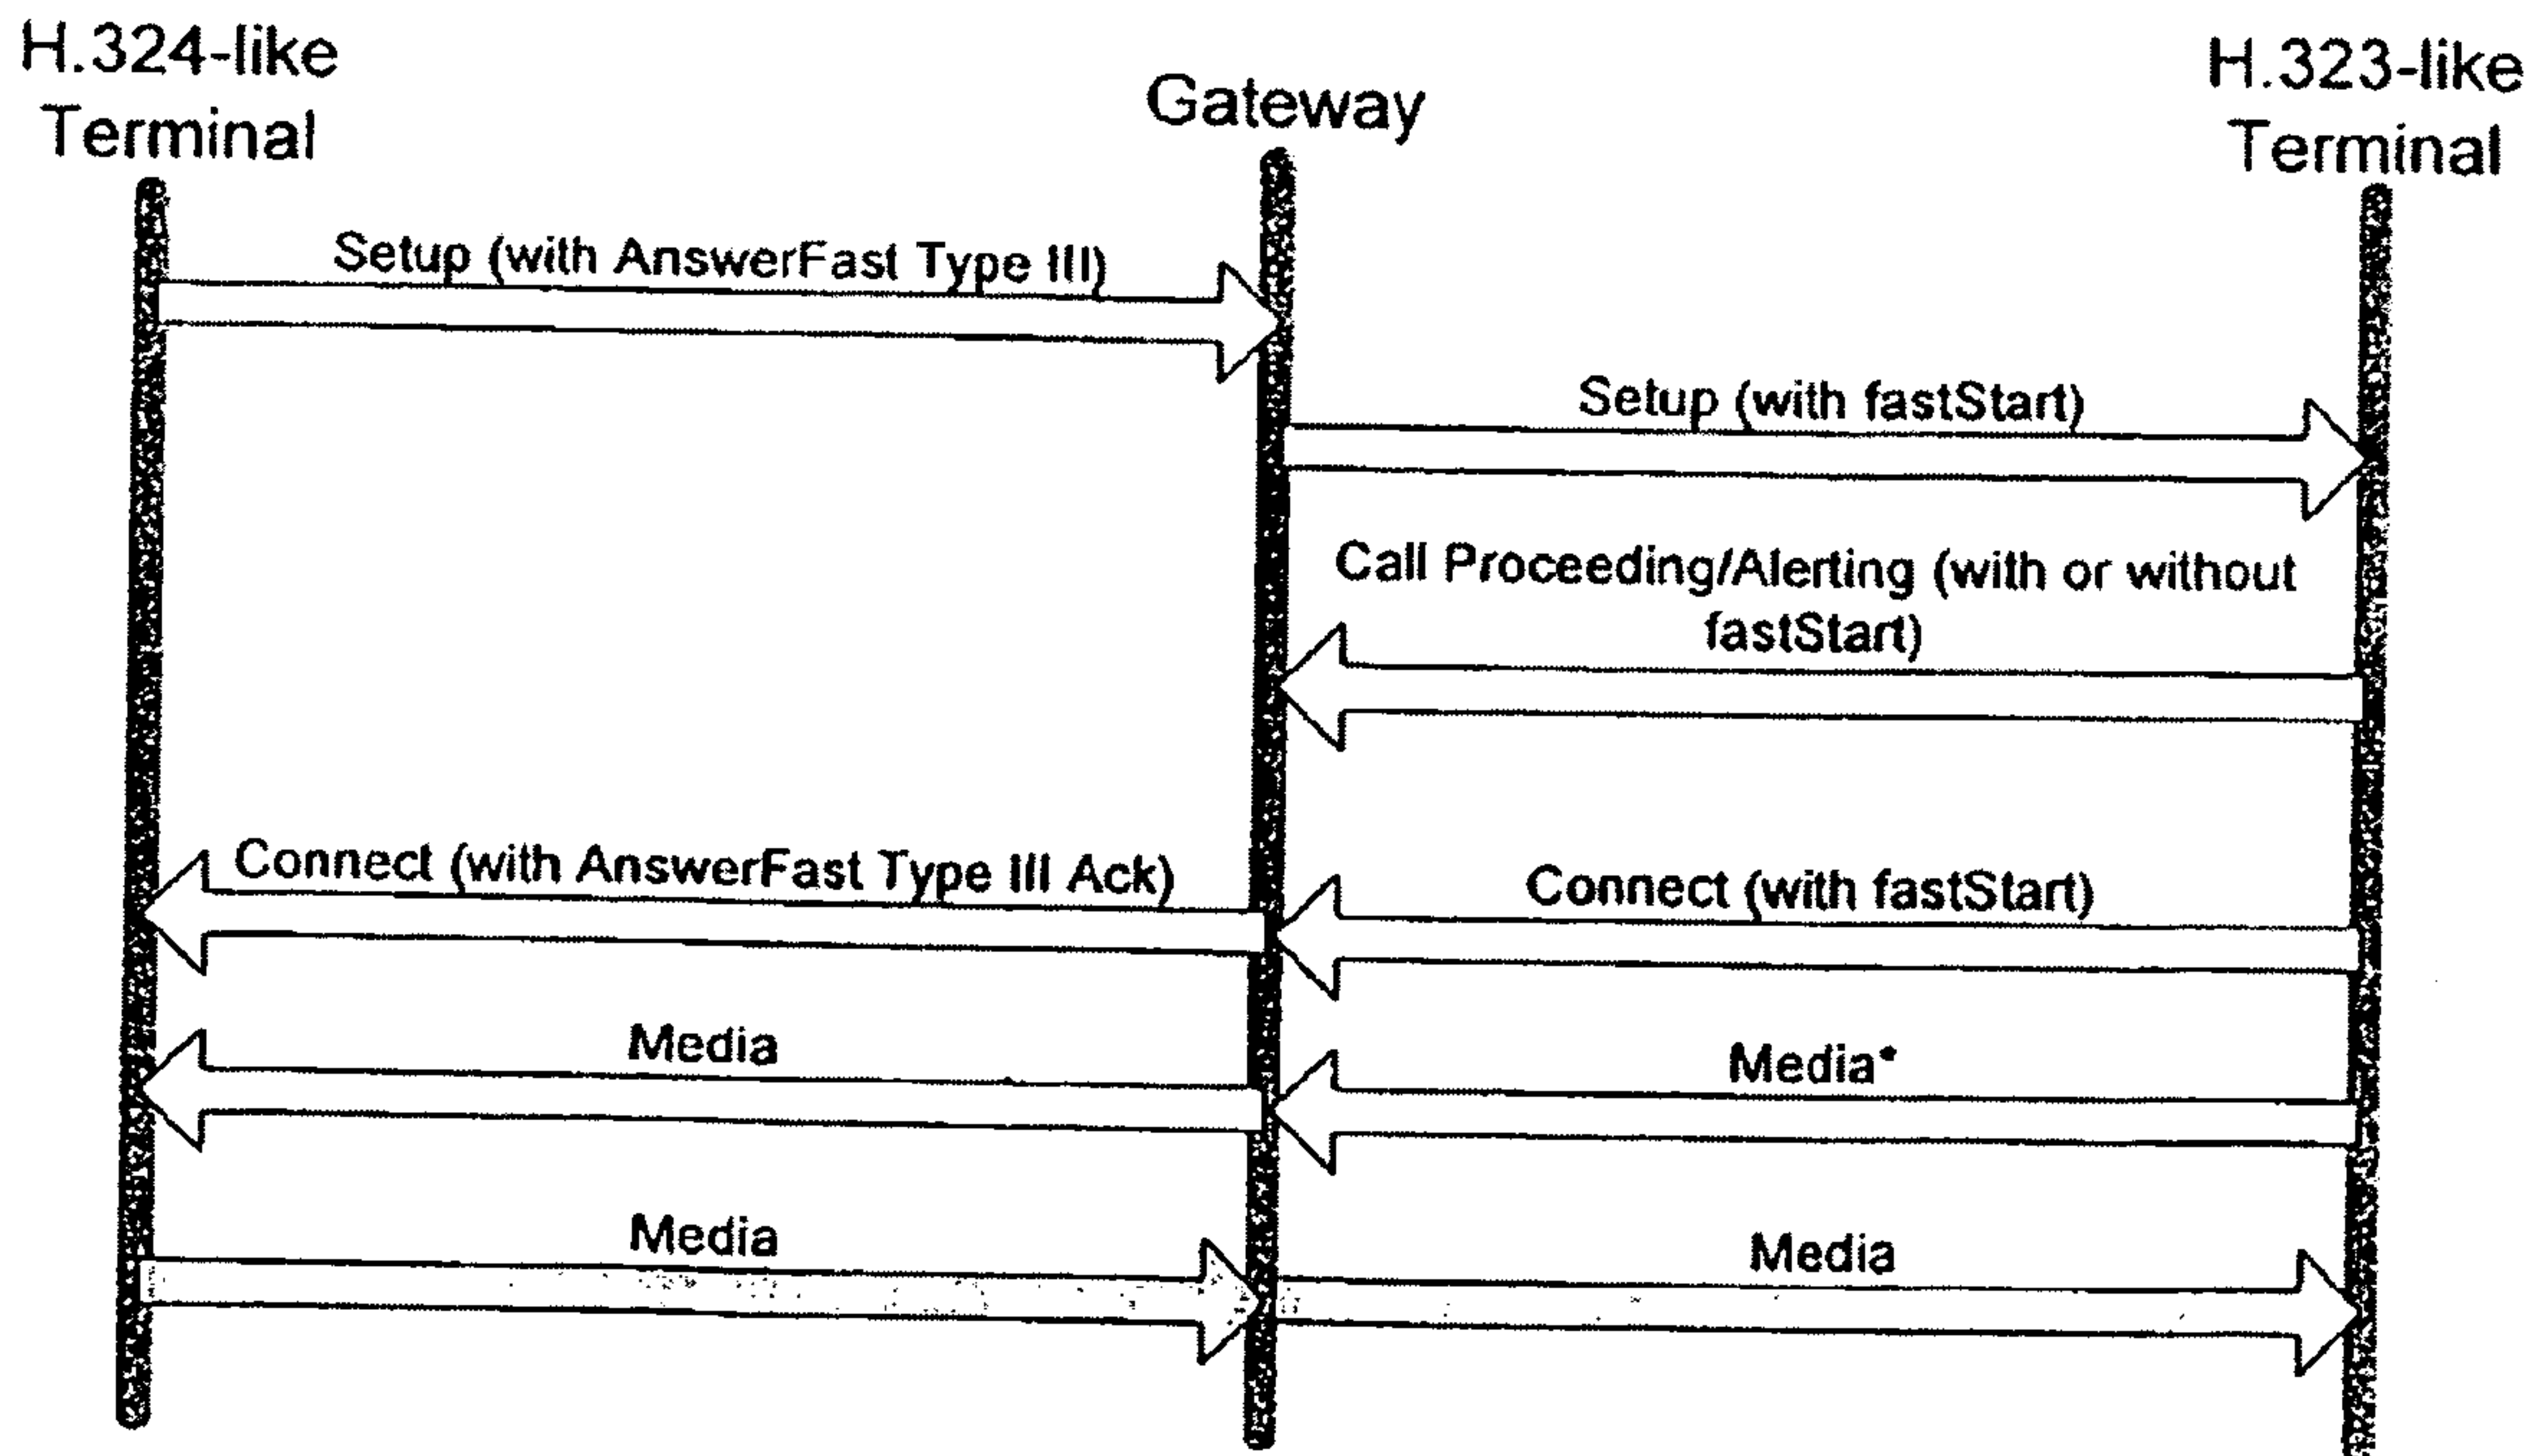 H.324-like
Terminal
Gateway
H.323-like
Terminal
Setup (with AnswerFast Type III)
Setup (with fastStart)
Call Proceeding/Alerting (with or without
fastStart)
Connect (with AnswerFast Type III Ack)
Connect (with fastStart)
Media
Media*
Media
Media